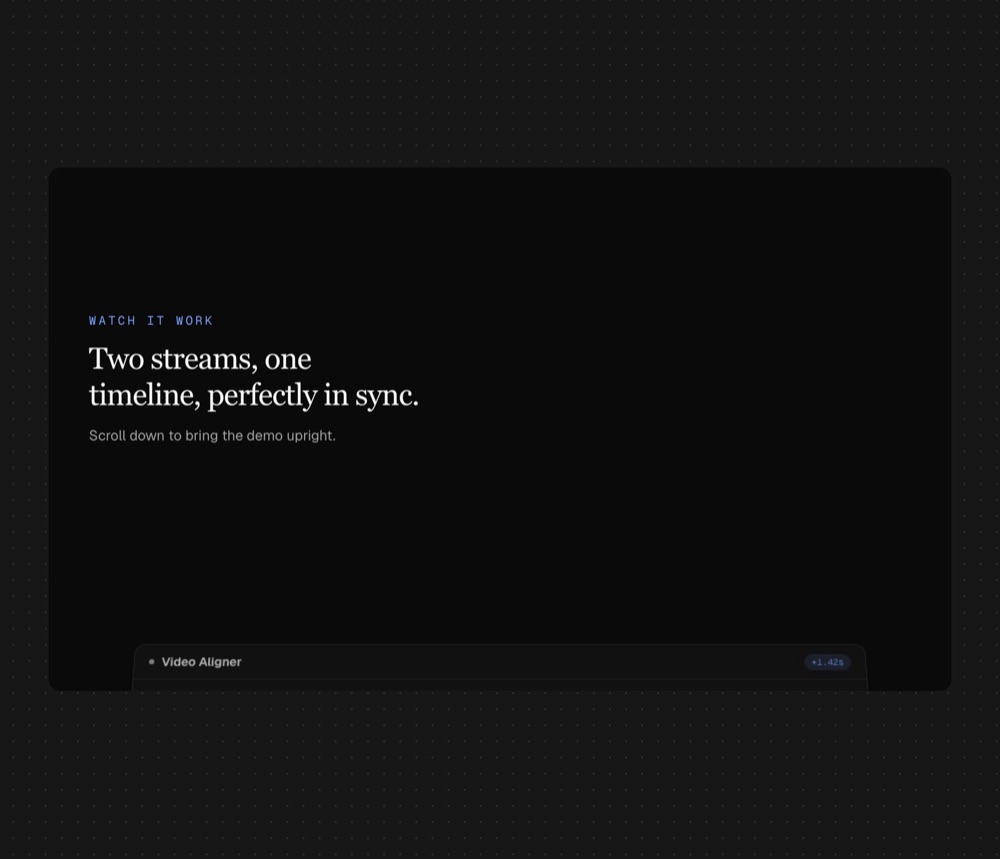 WATCH IT WORK
Two streams, one
timeline, perfectly in sync.
Scroll down to bring the demo upright.
Video Aligner
+1.42s